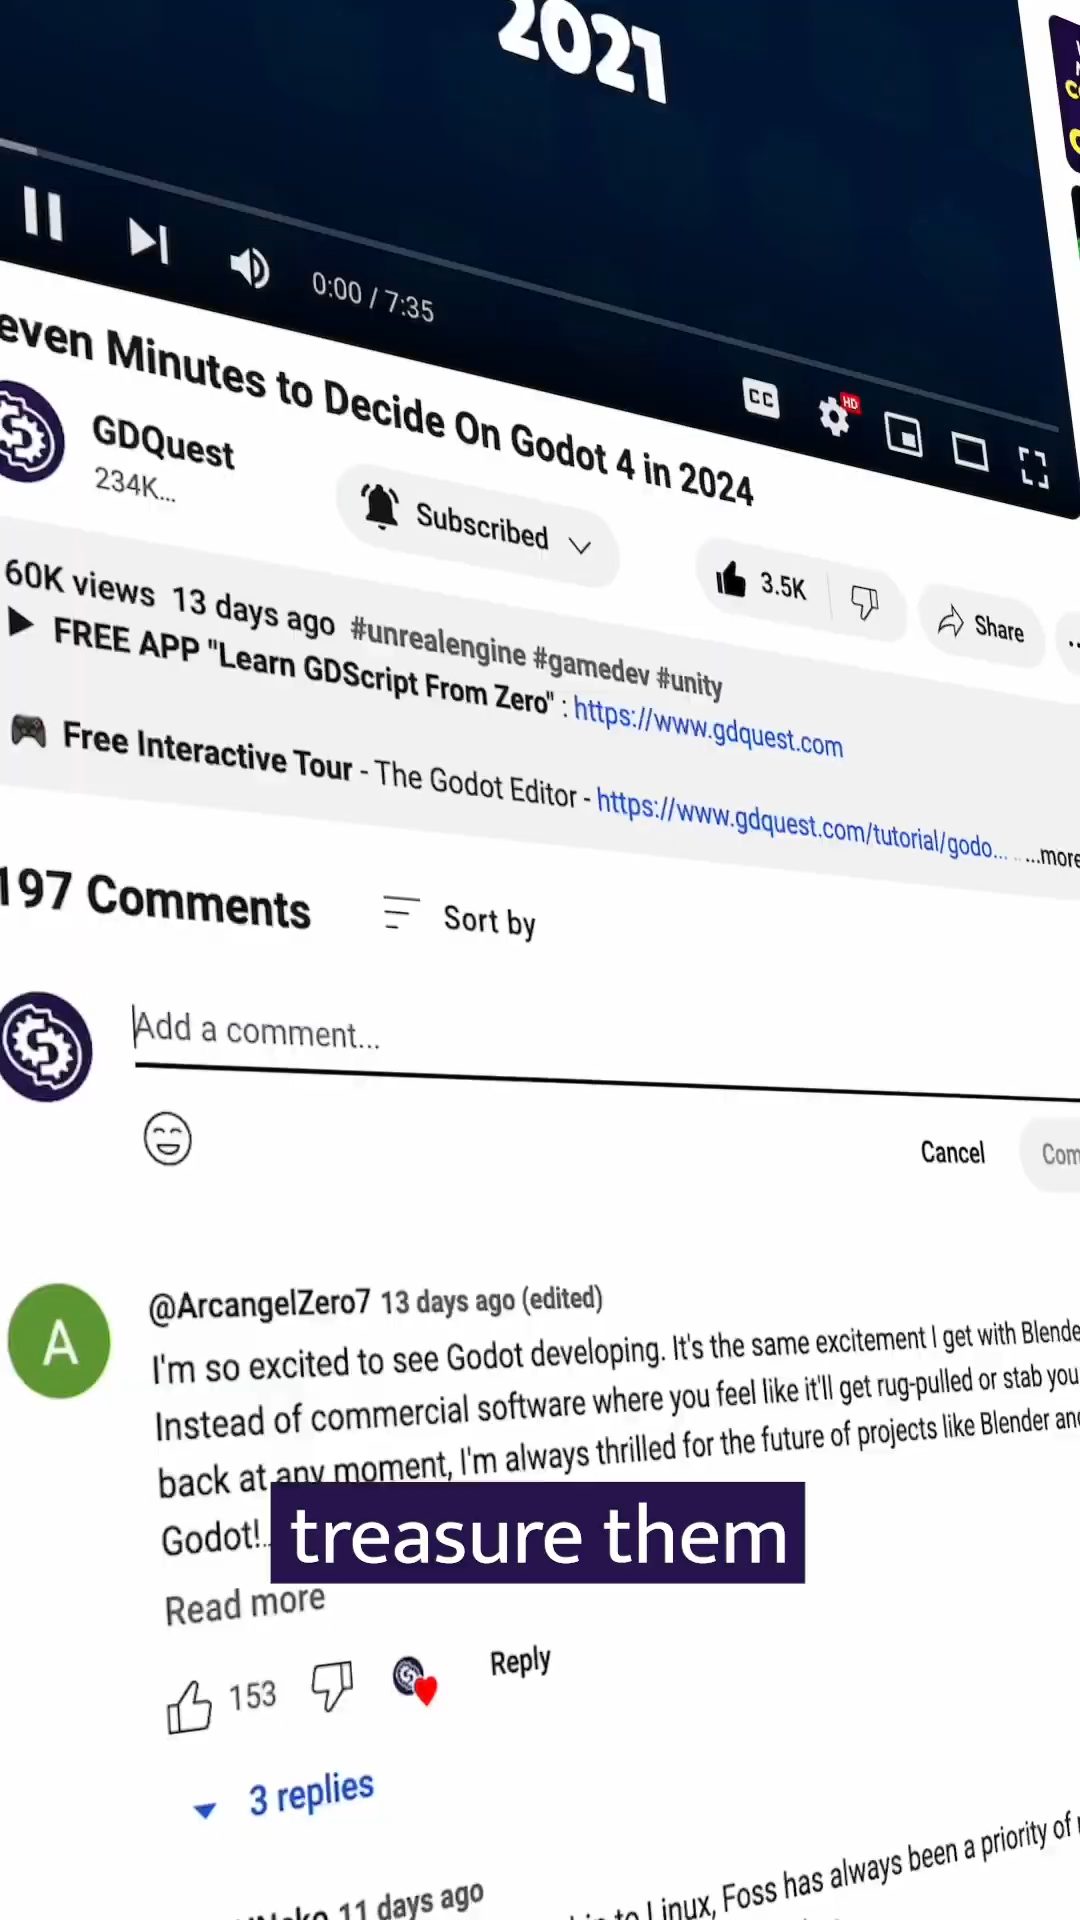 2021
0:00 / 7:35
CC
HD
even Minutes to Decide On Godot 4 in 2024
GDQuest
234K...
Subscribed
3.5K
Share
60K views 13 days ago #unrealengine #gamedev #unity
FREE APP "Learn GDScript From Zero" : https://www.gdquest.com
Free Interactive Tour - The Godot Editor - https://www.gdquest.com/tutorial/godo... ...more
197 Comments
Sort by
Add a comment...
Cancel
Com
@ArcangelZero7 13 days ago (edited)
A
I'm so excited to see Godot developing. It's the same excitement I get with Blende
Instead of commercial software where you feel like it'll get rug-pulled or stab you
back at any moment, I'm always thrilled for the future of projects like Blender and
Godot!..
treasure them
Read more
153
Reply
3 replies
11 days ago
to Linux, Foss has always been a priority of